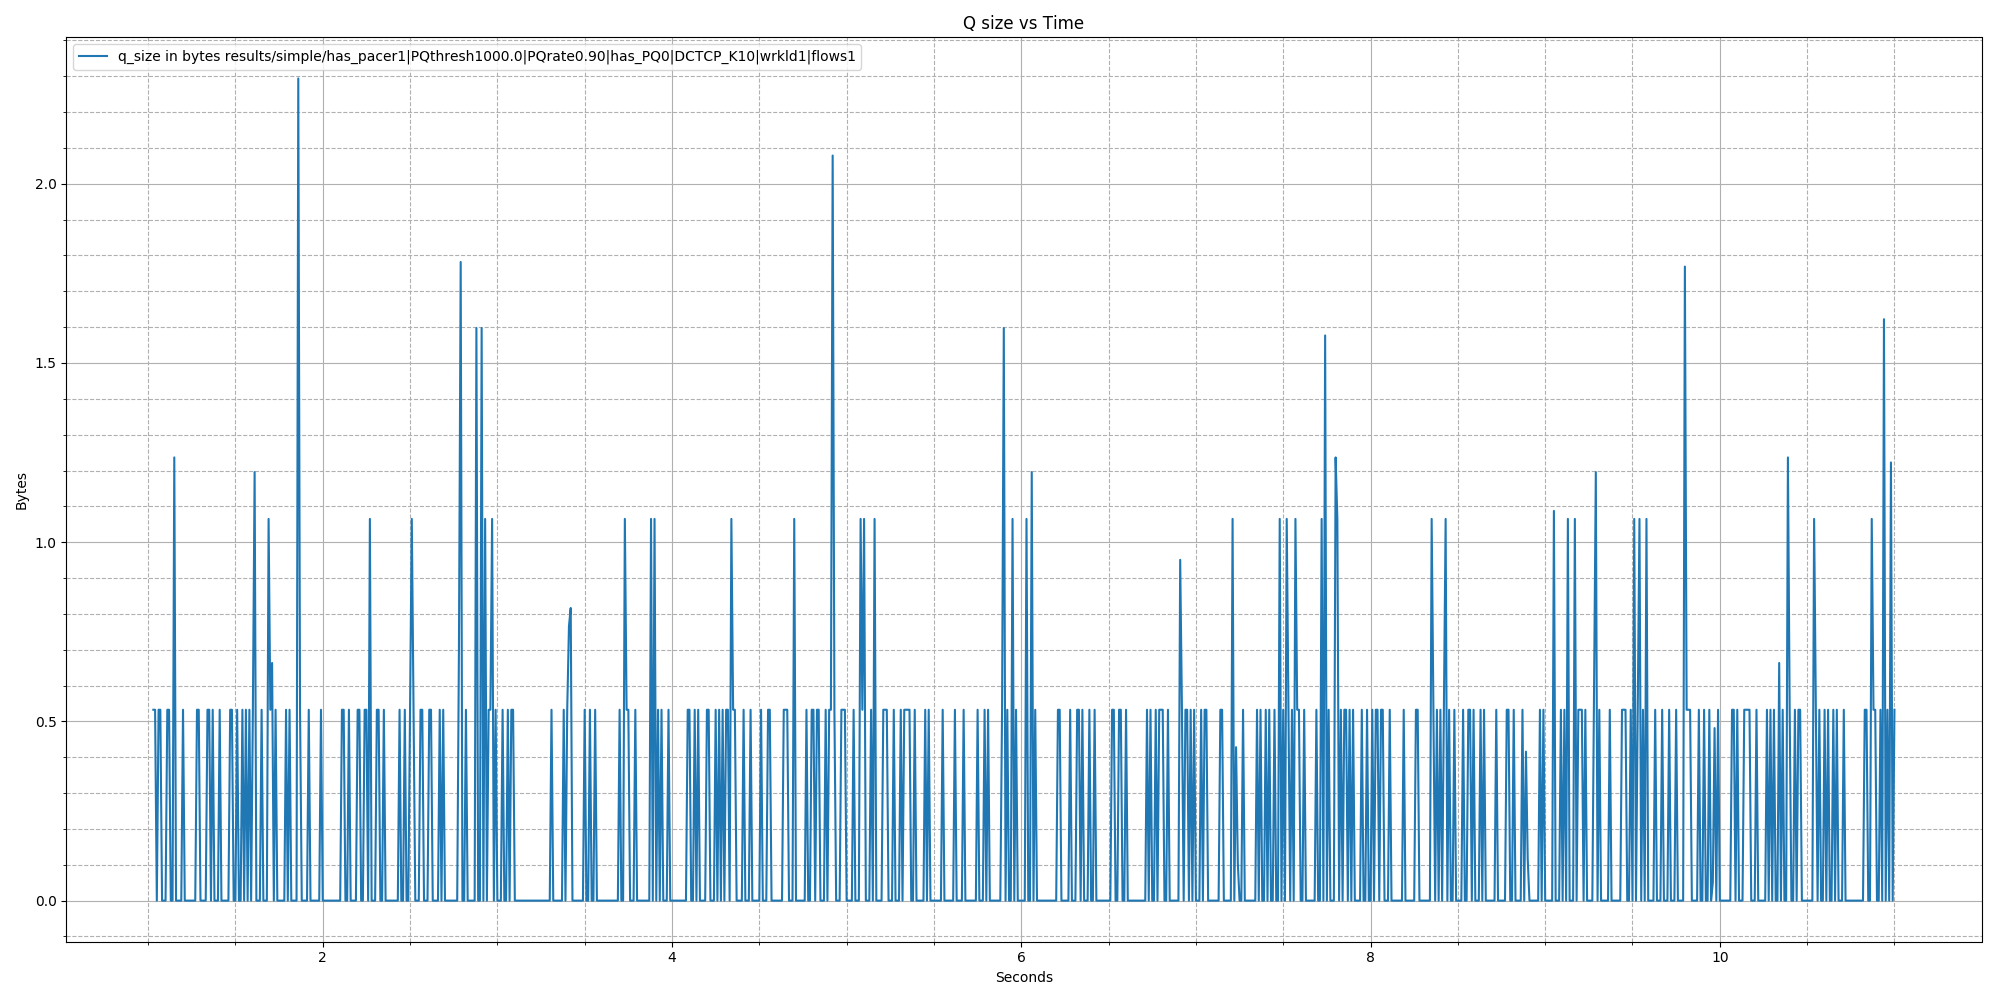 Q size vs Time
q_size in bytes results/simple/has_pacer1|PQthresh1000.0|PQrate0.90|has_PQ0|DCTCP_K10|wrkld1|flows1
2.0
1.5
1.0
0.5
0.0
Bytes
2 4 6 8 10
Seconds